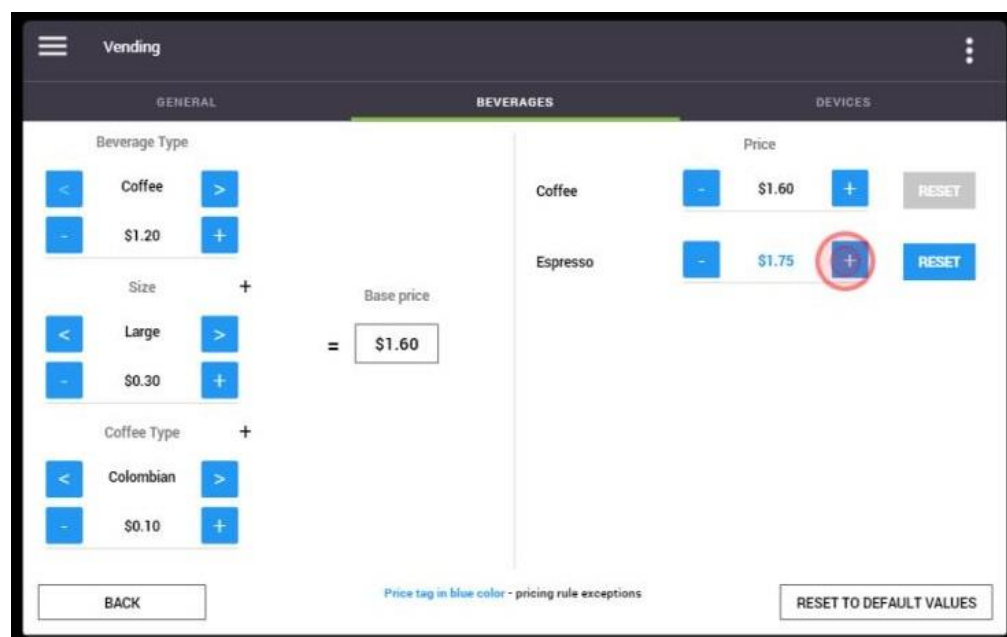 Vending
GENERAL
BEVERAGES
DEVICES
Beverage Type
< Coffee >
- $1.20 +
Size +
< Large >
- $0.30 +
Coffee Type +
< Colombian >
- $0.10 +
Base price
= $1.60
Price
Coffee - $1.60 + RESET
Espresso - $1.75 + RESET
BACK
Price tag in blue color - pricing rule exceptions
RESET TO DEFAULT VALUES